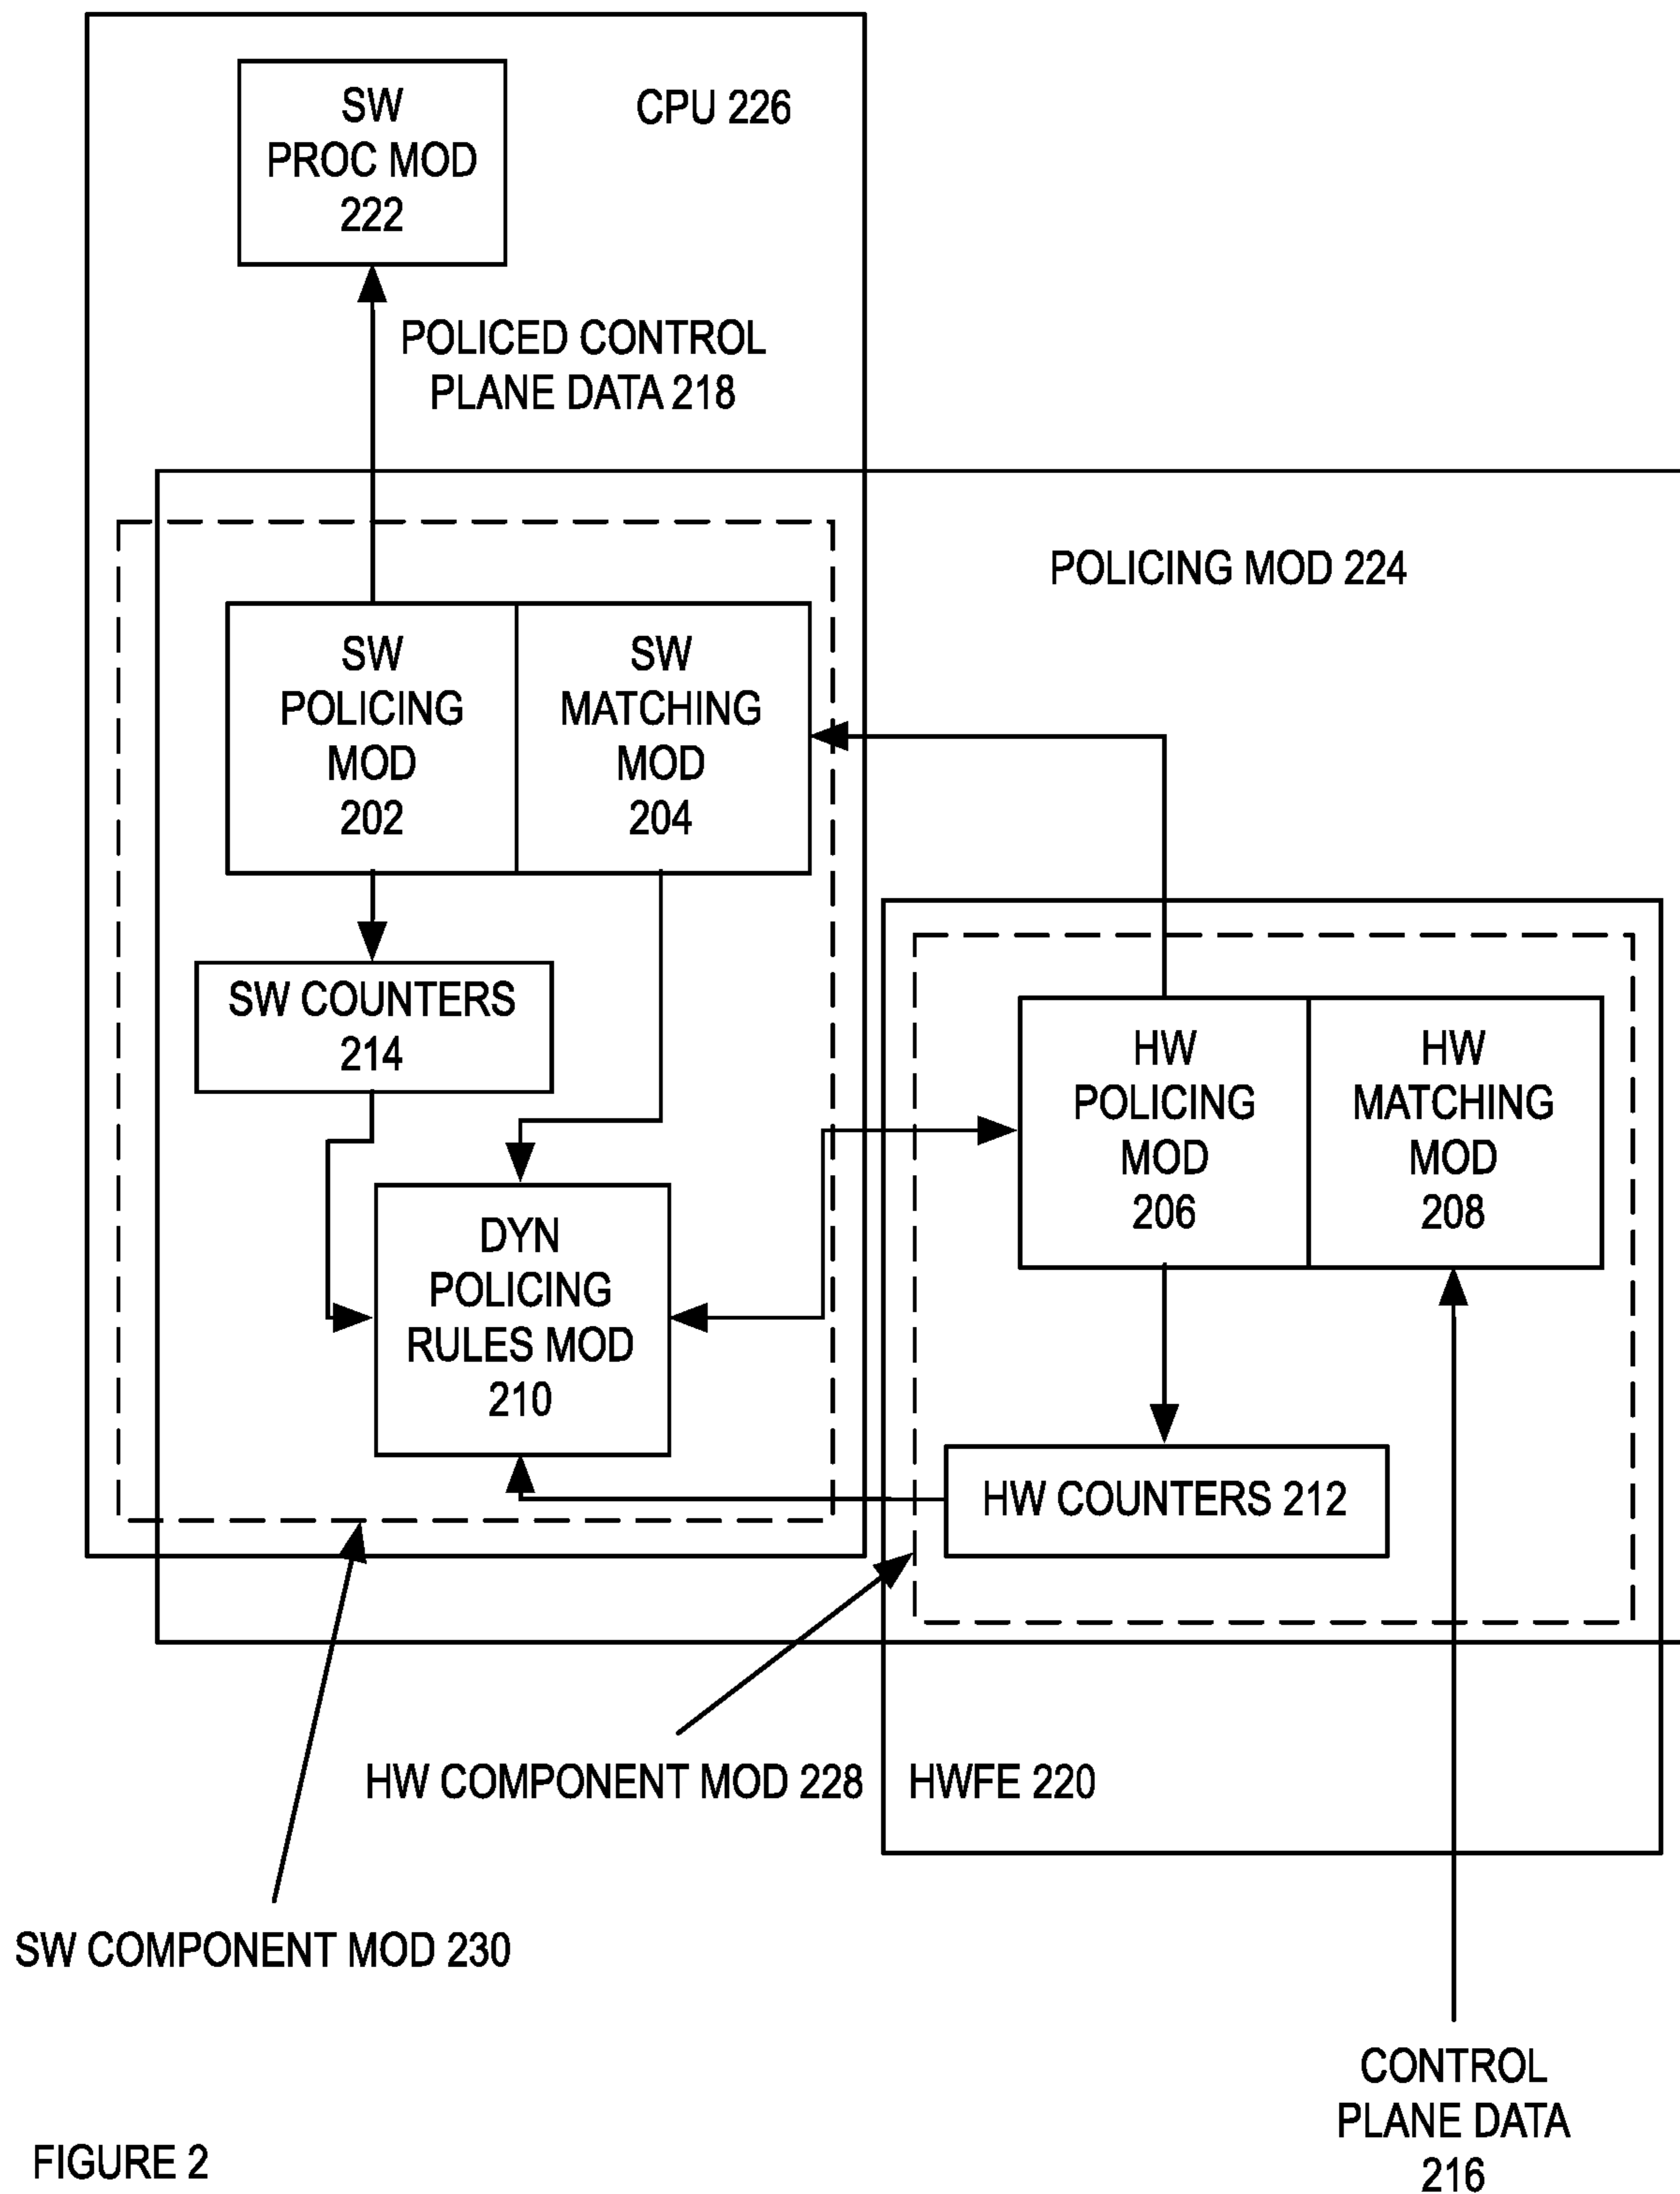 SW
PROC MOD
222
CPU 226
POLICED CONTROL
PLANE DATA 218
POLICING MOD 224
SW
POLICING
MOD
202
SW
MATCHING
MOD
204
SW COUNTERS
214
HW
POLICING
MOD
206
HW
MATCHING
MOD
208
DYN
POLICING
RULES MOD
210
HW COUNTERS 212
HW COMPONENT MOD 228
HWFE 220
SW COMPONENT MOD 230
CONTROL
PLANE DATA
216
FIGURE 2